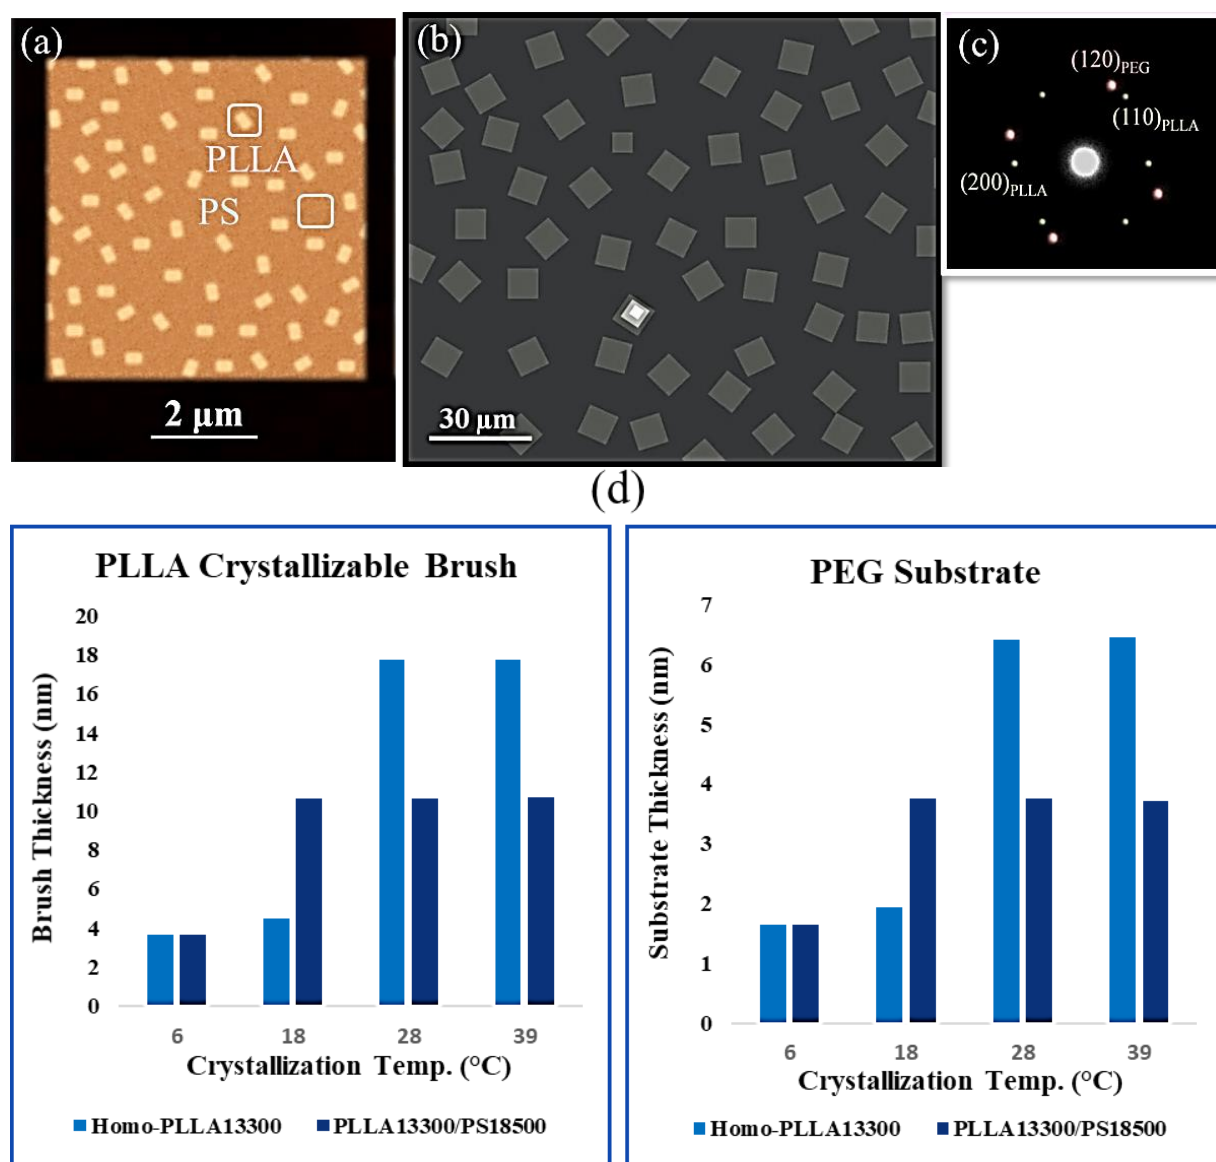 (a)
PLLA
PS
2 µm
(b)
30 µm
(c)
(120)PEG
(110)PLLA
(200)PLLA
(d)
PLLA Crystallizable Brush
Brush Thickness (nm)
20
18
16
14
12
10
8
6
4
2
0
6 18 28 39
Crystallization Temp. (°C)
Homo-PLLA13300 PLLA13300/PS18500
PEG Substrate
Substrate Thickness (nm)
7
6
5
4
3
2
1
0
6 18 28 39
Crystallization Temp. (°C)
Homo-PLLA13300 PLLA13300/PS18500